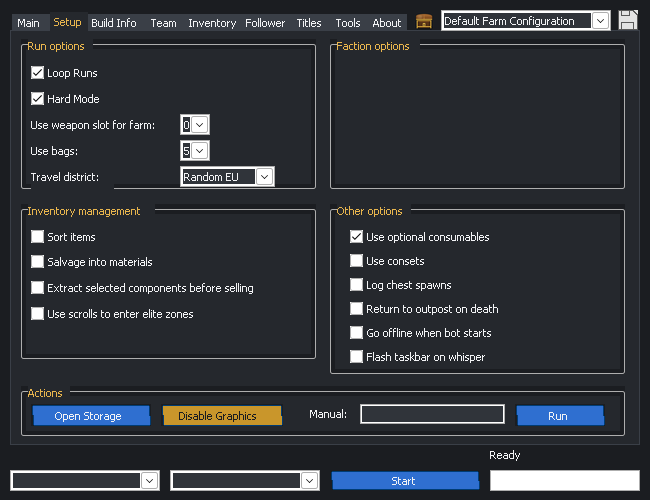 Main Setup Build Info Team Inventory Follower Titles Tools About Default Farm Configuration
Run options
Loop Runs
Hard Mode
Use weapon slot for farm: 0
Use bags: 5
Travel district: Random EU
Faction options
Inventory management
Sort items
Salvage into materials
Extract selected components before selling
Use scrolls to enter elite zones
Other options
Use optional consumables
Use consets
Log chest spawns
Return to outpost on death
Go offline when bot starts
Flash taskbar on whisper
Actions
Open Storage Disable Graphics Manual: Run
Ready
Start